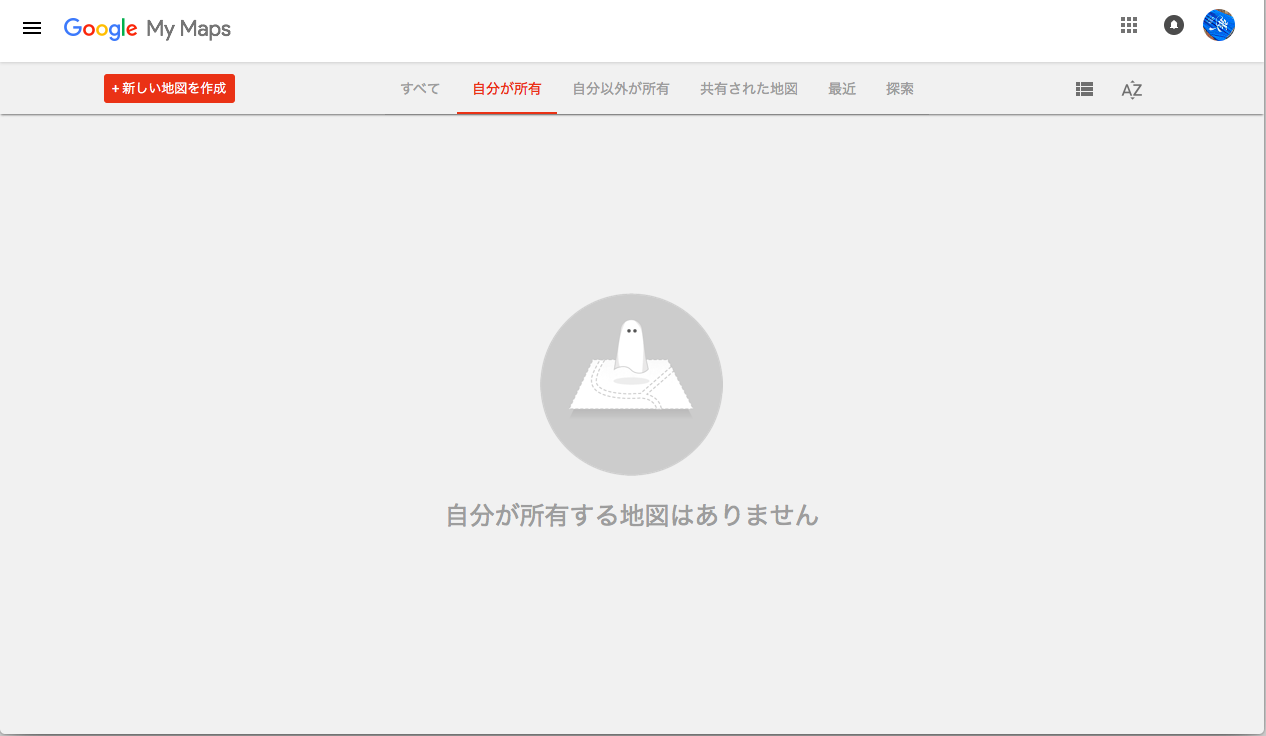 Google My Maps
+ 新しい地図を作成
すべて
自分が所有
自分以外が所有
共有された地図
最近
探索
AZ
自分が所有する地図はありません